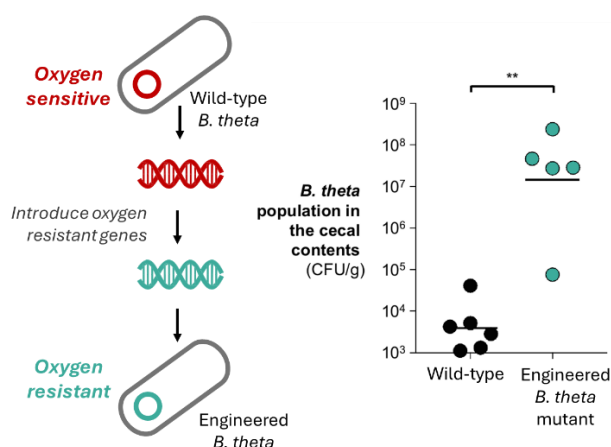 Oxygen
sensitive
Wild-type
B. theta
Introduce oxygen
resistant genes
Oxygen
resistant
Engineered
B. theta
**
B. theta
population in
the cecal
contents
(CFU/g)
10⁹
10⁸
10⁷
10⁶
10⁵
10⁴
10³
Wild-type
Engineered
B. theta
mutant